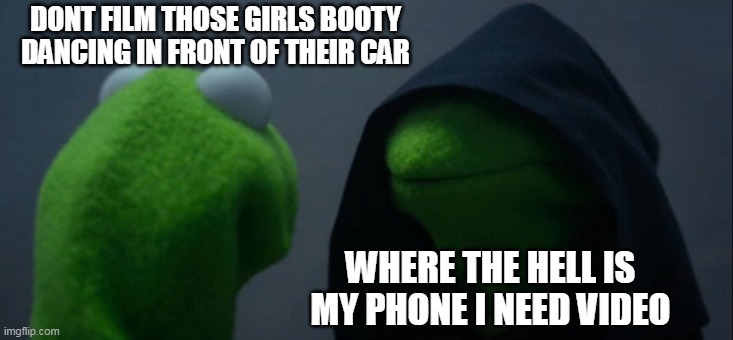 DONT FILM THOSE GIRLS BOOTY
DANCING IN FRONT OF THEIR CAR
WHERE THE HELL IS
MY PHONE I NEED VIDEO
imgflip.com